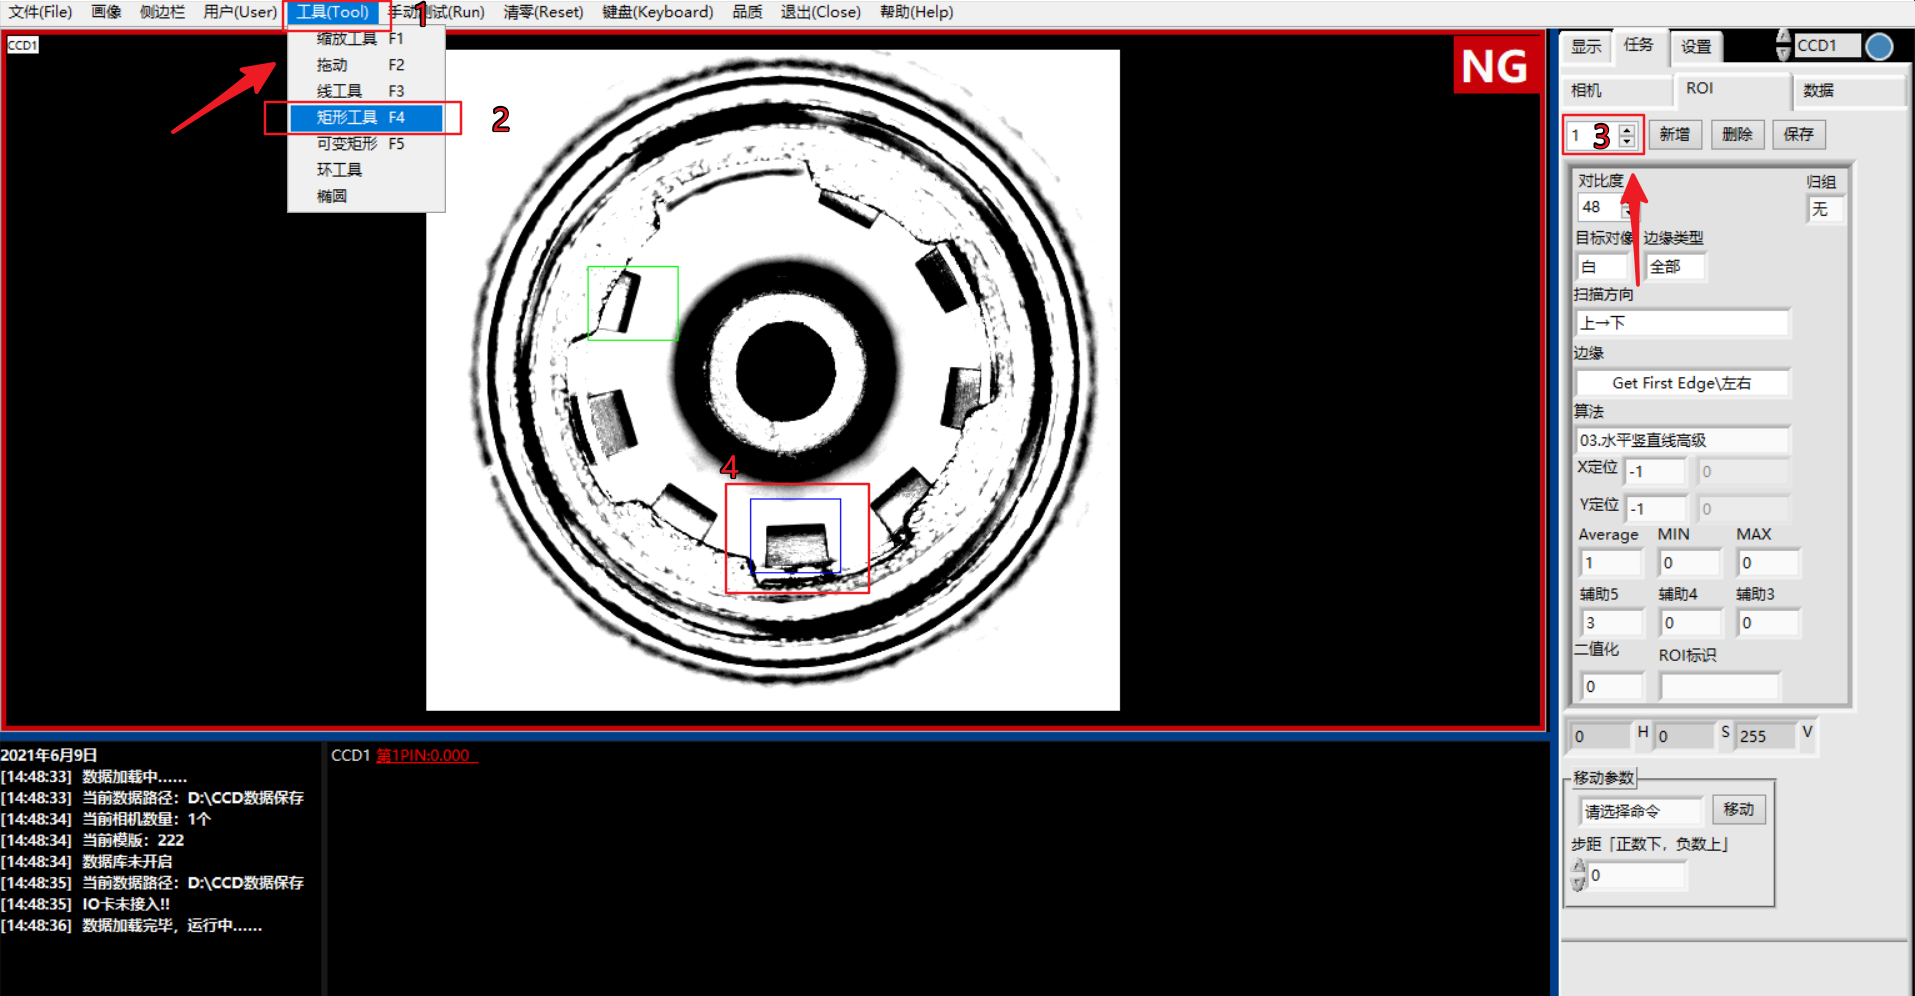 文件(File) 画像 侧边栏 用户(User) 工具(Tool) 手动测试(Run) 清零(Reset) 键盘(Keyboard) 品质 退出(Close) 帮助(Help)
1
缩放工具 F1
拖动 F2
线工具 F3
矩形工具 F4
可变矩形 F5
环工具
椭圆
2
CCD1
NG
4
显示 任务 设置 CCD1
相机 ROI 数据
1 3 新增 删除 保存
对比度 归组
48 无
目标对像 边缘类型
白 全部
扫描方向
上→下
边缘
Get First Edge\左右
算法
03.水平竖直线高级
X定位 -1 0
Y定位 -1 0
Average MIN MAX
1 0 0
辅助5 辅助4 辅助3
3 0 0
二值化 ROI标识
0
0 H 0 S 255 V
移动参数
请选择命令 移动
步距「正数下，负数上」
0
2021年6月9日
[14:48:33] 数据加载中......
[14:48:33] 当前数据路径：D:\CCD数据保存
[14:48:34] 当前相机数量：1个
[14:48:34] 当前模版：222
[14:48:34] 数据库未开启
[14:48:35] 当前数据路径：D:\CCD数据保存
[14:48:35] IO卡未接入!!
[14:48:36] 数据加载完毕，运行中......
CCD1 第1PIN:0.000